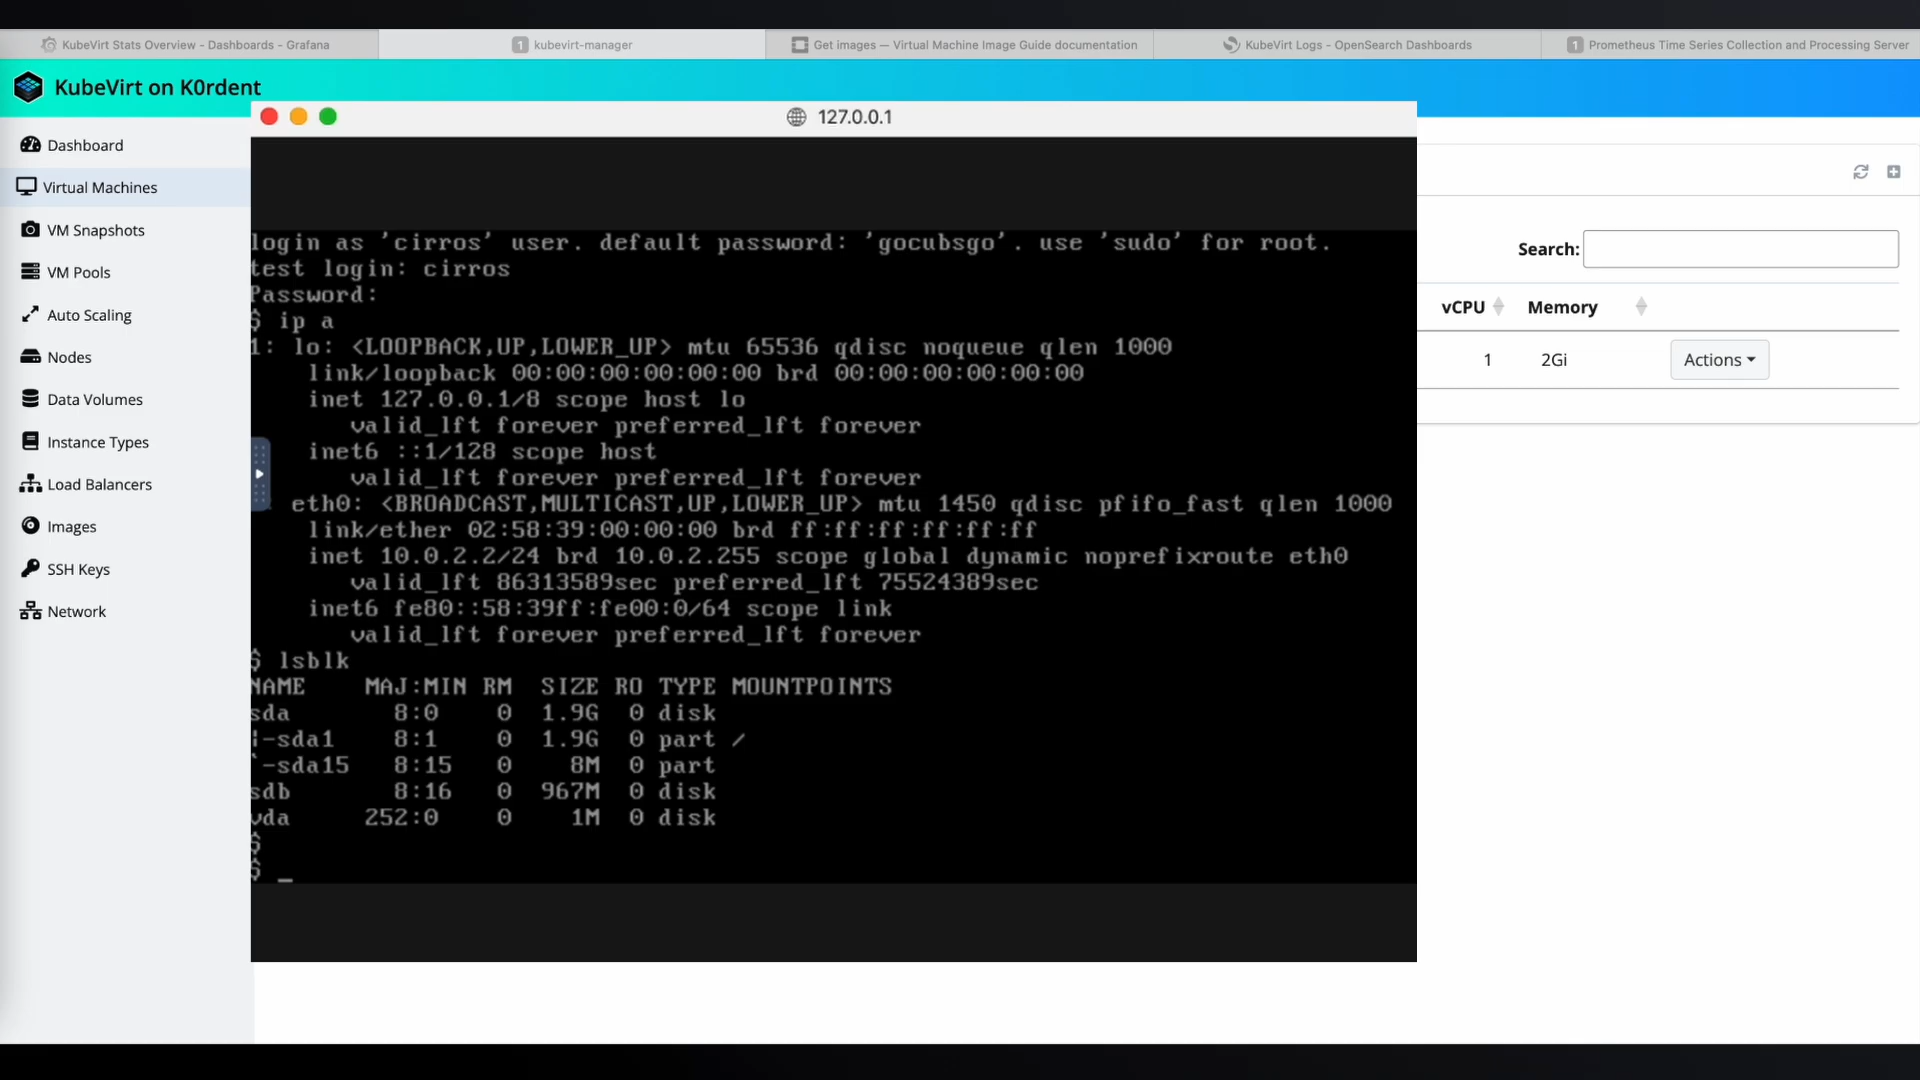 KubeVirt Stats Overview - Dashboards - Grafana
1 kubevirt-manager
Get images — Virtual Machine Image Guide documentation
KubeVirt Logs - OpenSearch Dashboards
1 Prometheus Time Series Collection and Processing Server
KubeVirt on K0rdent
127.0.0.1
Dashboard
Virtual Machines
VM Snapshots
VM Pools
Auto Scaling
Nodes
Data Volumes
Instance Types
Load Balancers
Images
SSH Keys
Network
login as 'cirros' user. default password: 'gocubsgo'. use 'sudo' for root.
test login: cirros
Password:
$ ip a
1: lo: <LOOPBACK,UP,LOWER_UP> mtu 65536 qdisc noqueue qlen 1000
link/loopback 00:00:00:00:00:00 brd 00:00:00:00:00:00
inet 127.0.0.1/8 scope host lo
valid_lft forever preferred_lft forever
inet6 ::1/128 scope host
valid_lft forever preferred_lft forever
eth0: <BROADCAST,MULTICAST,UP,LOWER_UP> mtu 1450 qdisc pfifo_fast qlen 1000
link/ether 02:58:39:00:00:00 brd ff:ff:ff:ff:ff:ff
inet 10.0.2.2/24 brd 10.0.2.255 scope global dynamic noprefixroute eth0
valid_lft 86313589sec preferred_lft 75524389sec
inet6 fe80::58:39ff:fe00:0/64 scope link
valid_lft forever preferred_lft forever
$ lsblk
NAME MAJ:MIN RM SIZE RO TYPE MOUNTPOINTS
sda 8:0 0 1.9G 0 disk
|-sda1 8:1 0 1.9G 0 part /
`-sda15 8:15 0 8M 0 part
sdb 8:16 0 967M 0 disk
vda 252:0 0 1M 0 disk
$
$ _
Search:
vCPU Memory
1 2Gi Actions